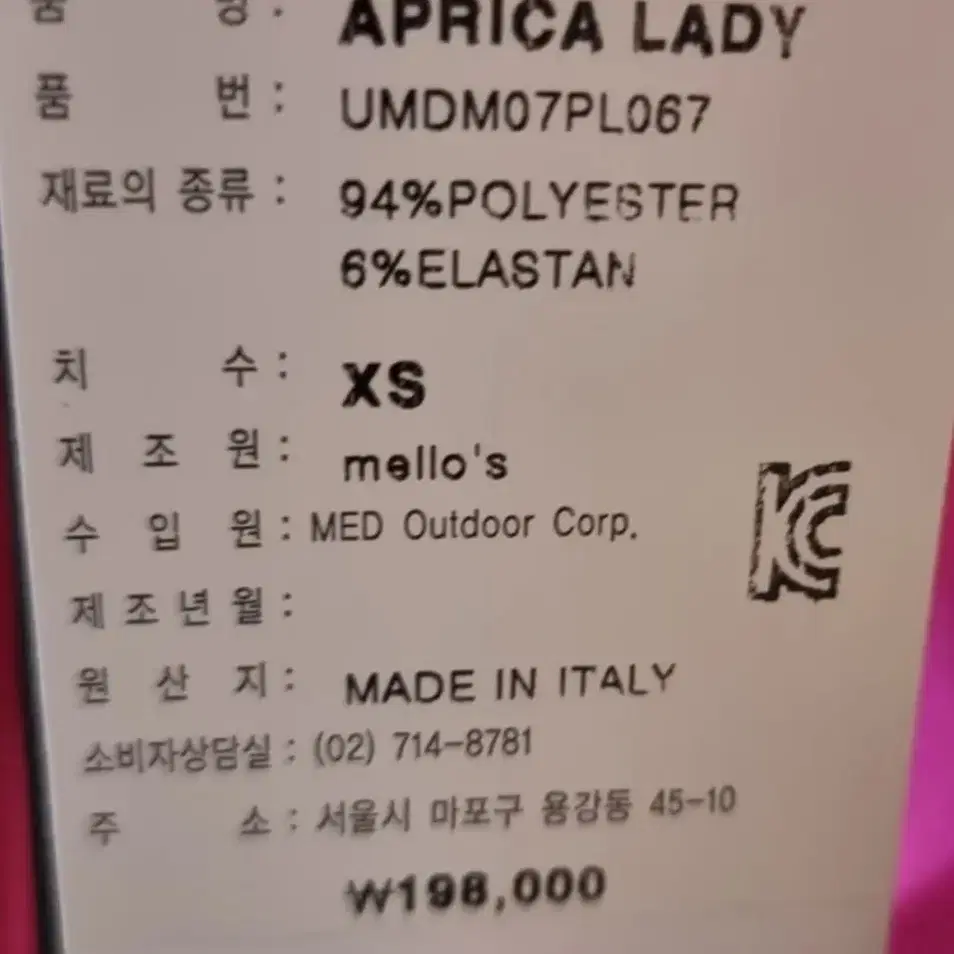 품 명 : APRICA LADY
품 번 : UMDM07PL067
재료의 종류 : 94%POLYESTER
6%ELASTAN
치 수 : XS
제 조 원 : mello's
수 입 원 : MED Outdoor Corp.
제 조 년 월 :
원 산 지 : MADE IN ITALY
소비자상담실 : (02) 714-8781
주 소 : 서울시 마포구 용강동 45-10
₩198,000
KC